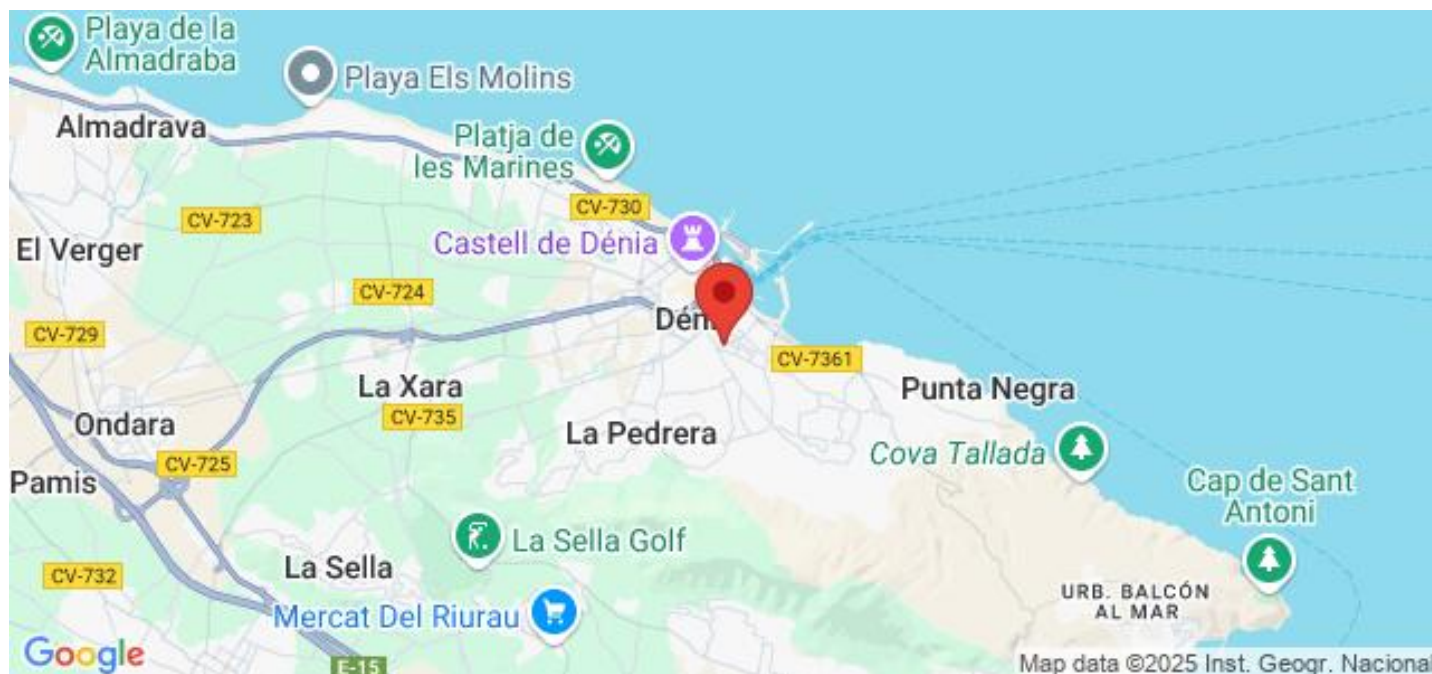 Playa de la
Almadraba
Playa Els Molins
Almadrava
Platja de
les Marines
CV-730
CV-723
El Verger
Castell de Dénia
CV-724
CV-729
CV-7361
La Xara
Punta Negra
CV-735
Ondara
La Pedrera
Cova Tallada
CV-725
Pamis
Cap de Sant
Antoni
La Sella Golf
La Sella
CV-732
URB. BALCÓN
AL MAR
Mercat Del Riurau
Google
E-15
Map data ©2025 Inst. Geogr. Nacional